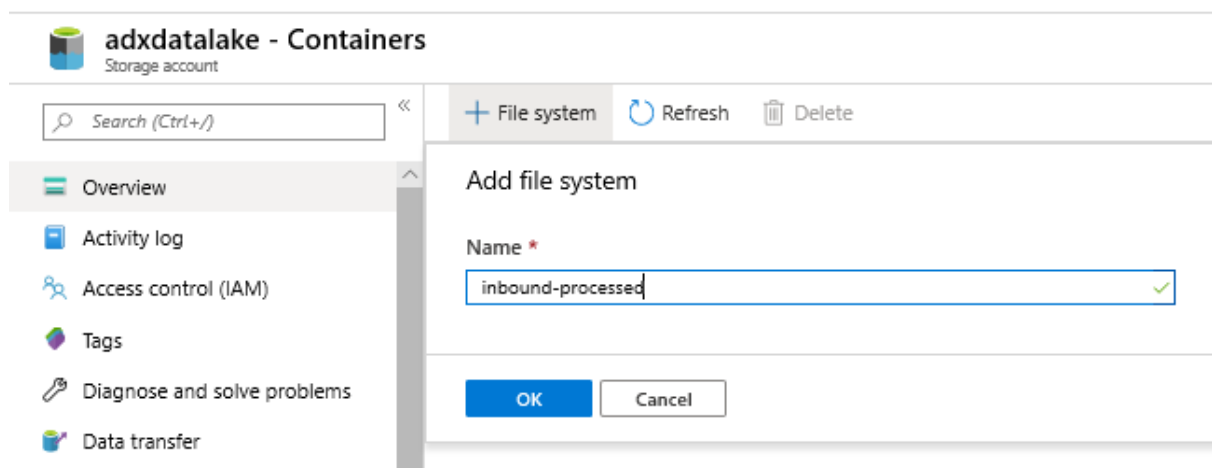 adxdatalake - Containers
Storage account
Search (Ctrl+/)
«
Overview
Activity log
Access control (IAM)
Tags
Diagnose and solve problems
Data transfer
+ File system Refresh Delete
Add file system
Name *
inbound-processed
OK Cancel